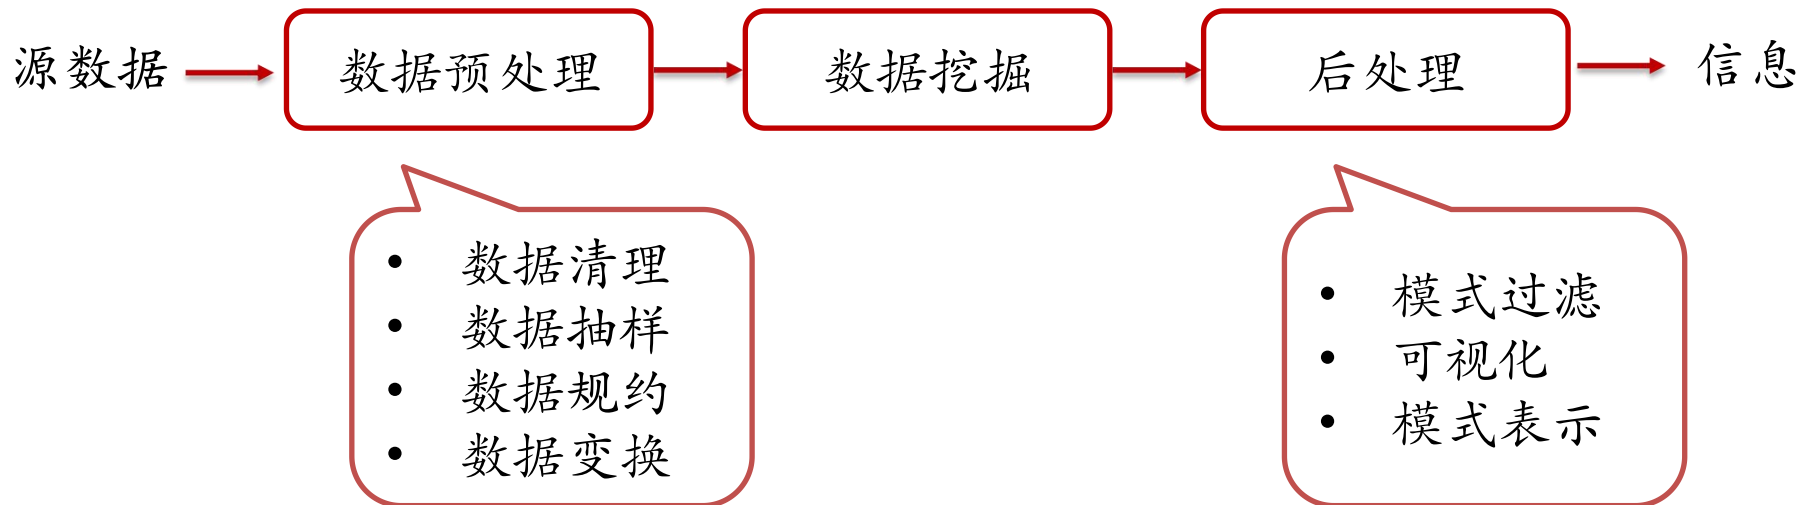 源数据
数据预处理
数据挖掘
后处理
信息
• 数据清理
• 数据抽样
• 数据规约
• 数据变换
• 模式过滤
• 可视化
• 模式表示